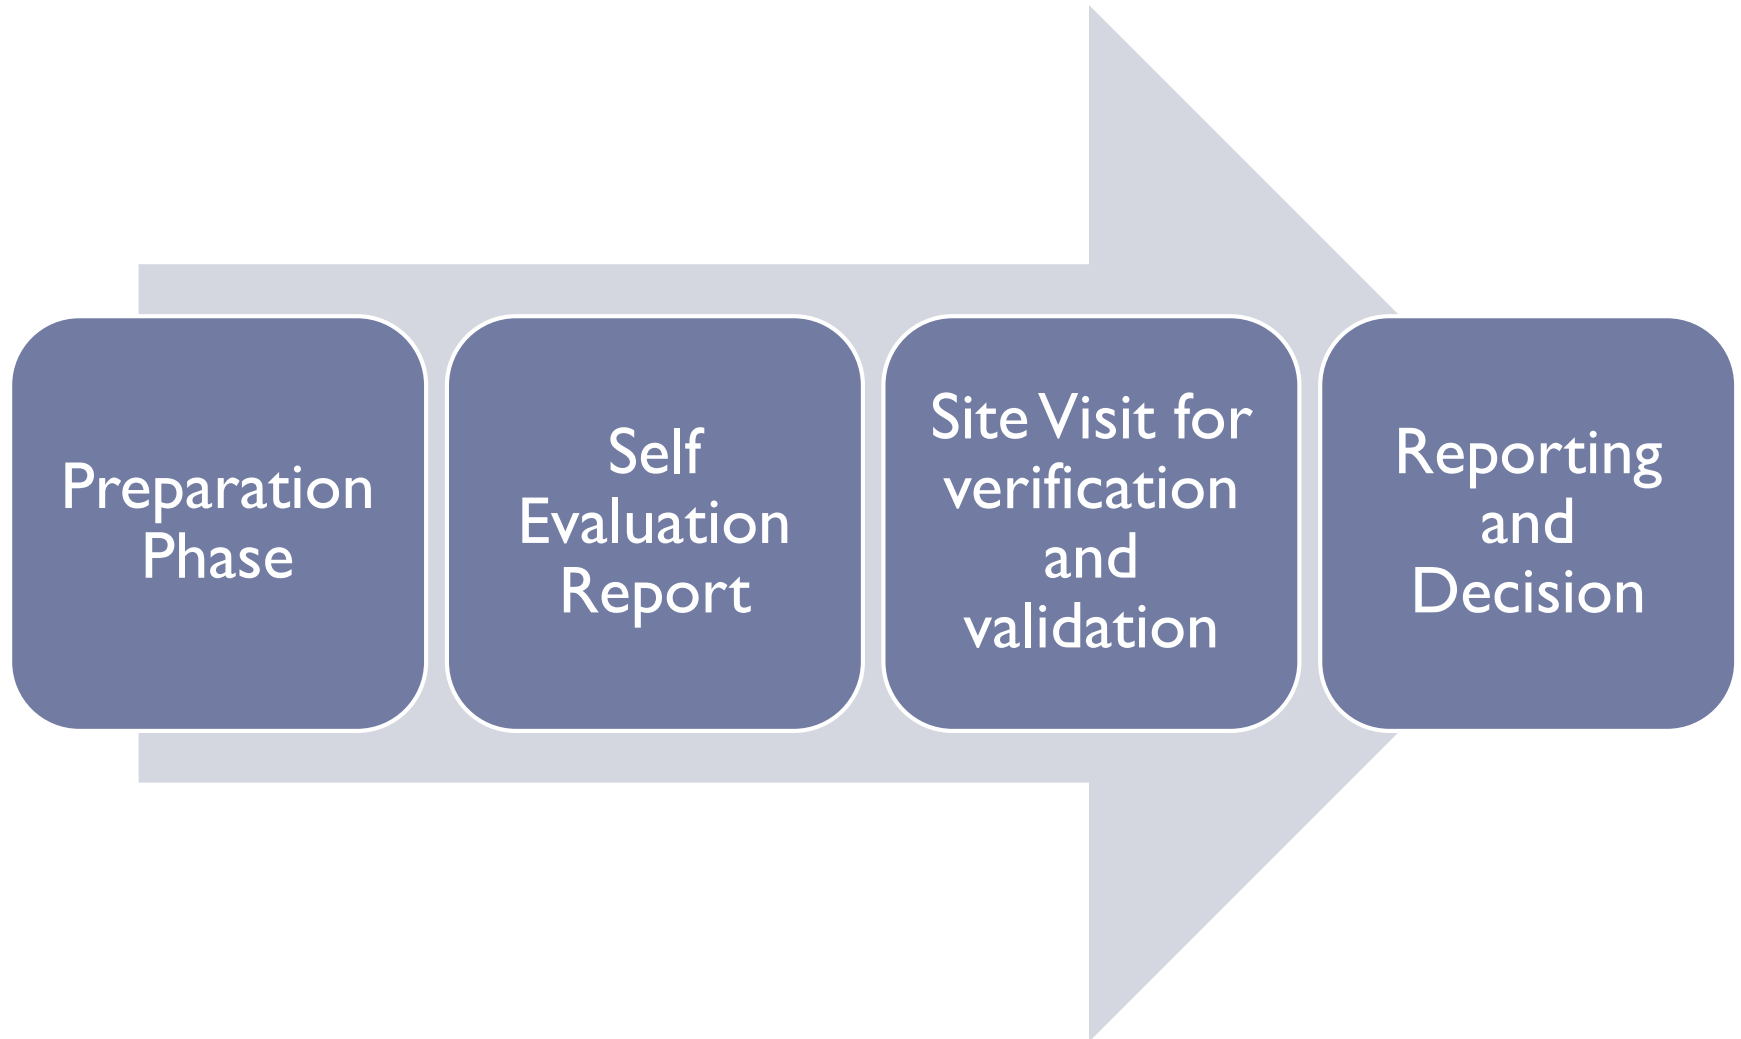 Preparation
Phase
Self
Evaluation
Report
Site Visit for
verification
and
validation
Reporting
and
Decision